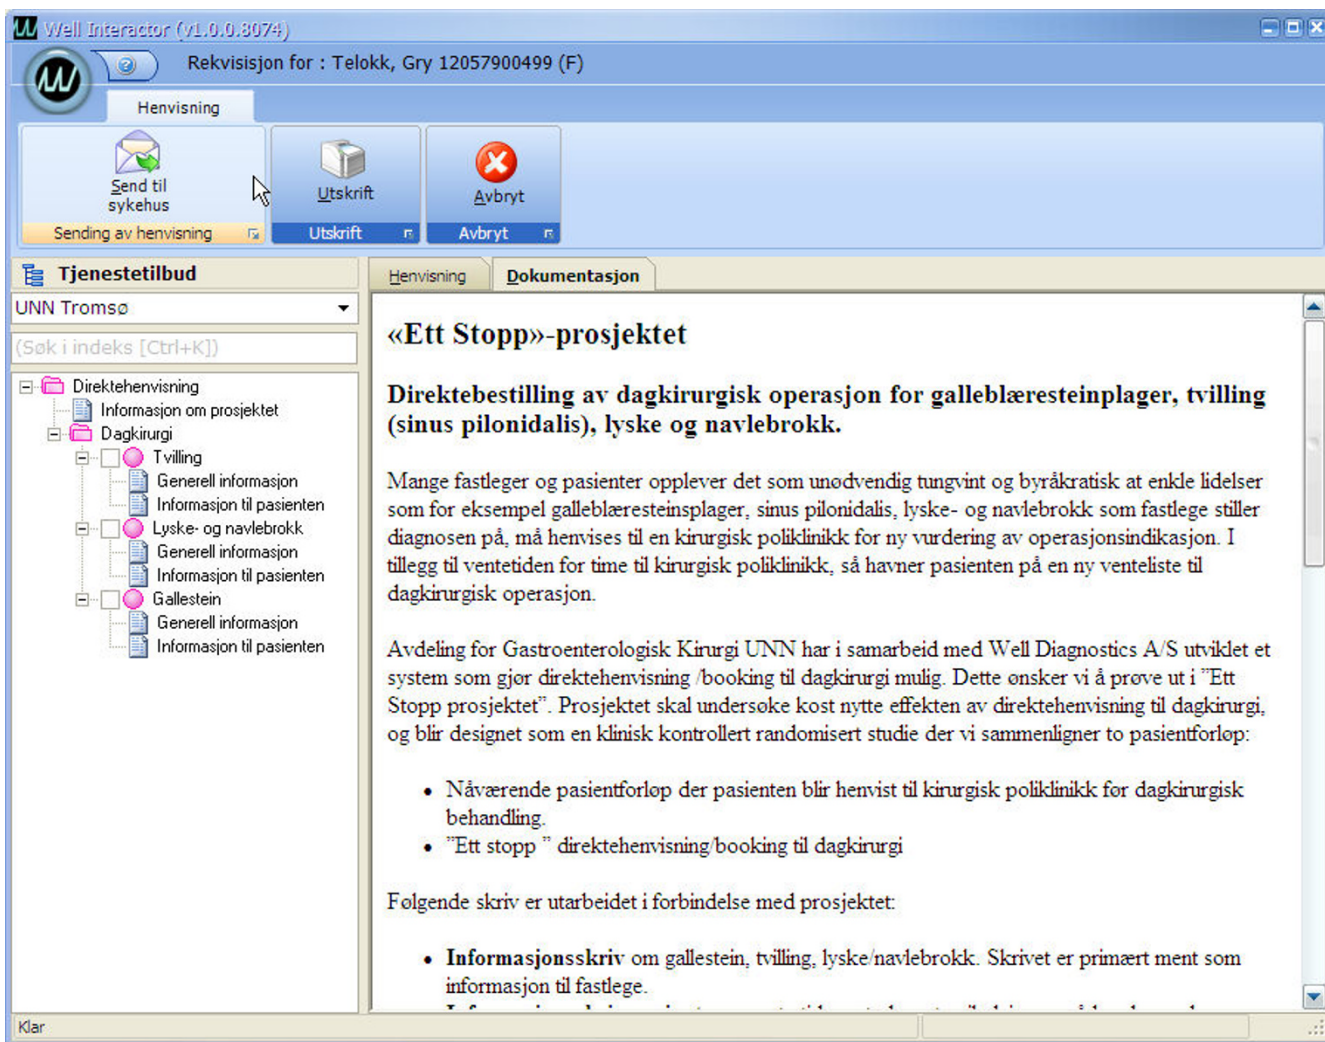 Well Interactor (v1.0.0.8074)
Rekvisisjon for : Telokk, Gry 12057900499 (F)
Henvisning
Send til
sykehus
Utskrift
Avbryt
Sending av henvisning
Utskrift
Avbryt
Tjenestetilbud
UNN Tromsø
(Søk i indeks [Ctrl+K])
Direktehenvisning
Informasjon om prosjektet
Dagkirurgi
Tvilling
Generell informasjon
Informasjon til pasienten
Lyske- og navlebrokk
Generell informasjon
Informasjon til pasienten
Gallestein
Generell informasjon
Informasjon til pasienten
Henvisning
Dokumentasjon
«Ett Stopp»-prosjektet
Direktebestilling av dagkirurgisk operasjon for galleblæresteinplager, tvilling
(sinus pilonidalis), lyske og navlebrokk.
Mange fastleger og pasienter opplever det som unødvendig tungvint og byråkratisk at enkle lidelser
som for eksempel galleblæresteinsplager, sinus pilonidalis, lyske- og navlebrokk som fastlege stiller
diagnosen på, må henvises til en kirurgisk poliklinikk for ny vurdering av operasjonsindikasjon. I
tillegg til ventetiden for time til kirurgisk poliklinikk, så havner pasienten på en ny venteliste til
dagkirurgisk operasjon.
Avdeling for Gastroenterologisk Kirurgi UNN har i samarbeid med Well Diagnostics A/S utviklet et
system som gjør direktehenvisning /booking til dagkirurgi mulig. Dette ønsker vi å prøve ut i ”Ett
Stopp prosjektet”. Prosjektet skal undersøke kost nytte effekten av direktehenvisning til dagkirurgi,
og blir designet som en klinisk kontrollert randomisert studie der vi sammenligner to pasientforløp:
• Nåværende pasientforløp der pasienten blir henvist til kirurgisk poliklinikk før dagkirurgisk
behandling.
• ”Ett stopp ” direktehenvisning/booking til dagkirurgi
Følgende skriv er utarbeidet i forbindelse med prosjektet:
• Informasjonsskriv om gallestein, tvilling, lyske/navlebrokk. Skrivet er primært ment som
informasjon til fastlege.
Klar